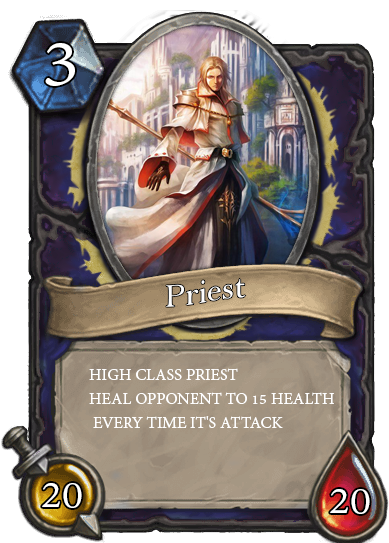 3
Priest
HIGH CLASS PRIEST
HEAL OPPONENT TO 15 HEALTH
EVERY TIME IT'S ATTACK
20
20